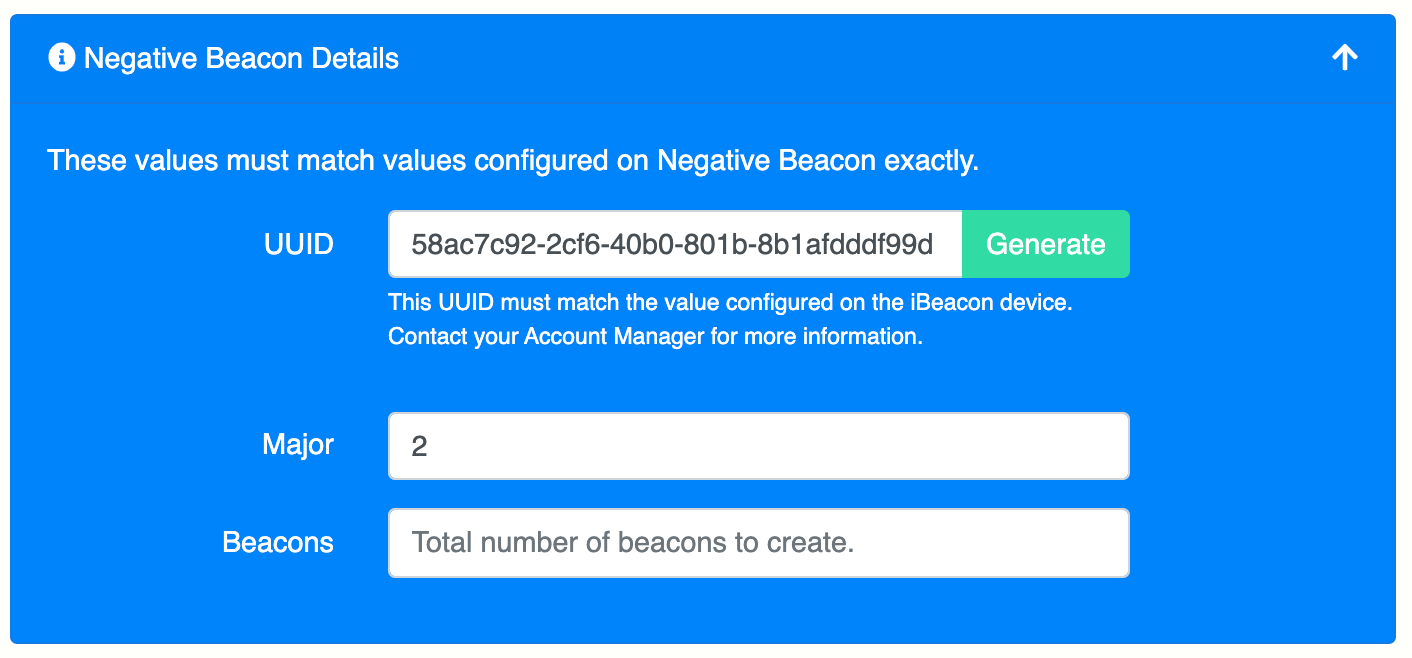 Negative Beacon Details
These values must match values configured on Negative Beacon exactly.
UUID 58ac7c92-2cf6-40b0-801b-8b1afdddf99d Generate
This UUID must match the value configured on the iBeacon device.
Contact your Account Manager for more information.
Major 2
Beacons Total number of beacons to create.